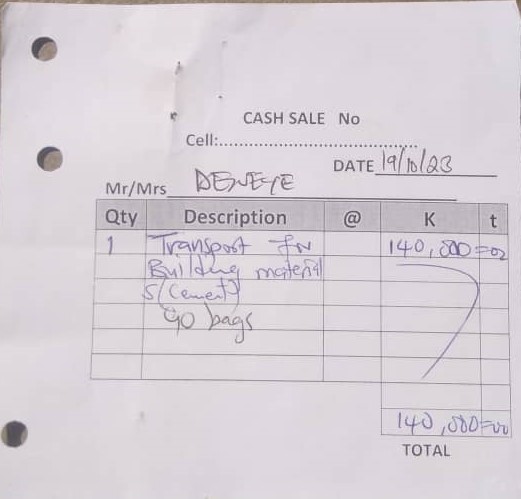 CASH SALE No
Cell:..........................................
DATE 19/10/23
Mr/Mrs DENEYE
Qty Description @ K t
1 Transport for 140,000=00
Building material
s/(Cement)
90 bags
140,000=00
TOTAL